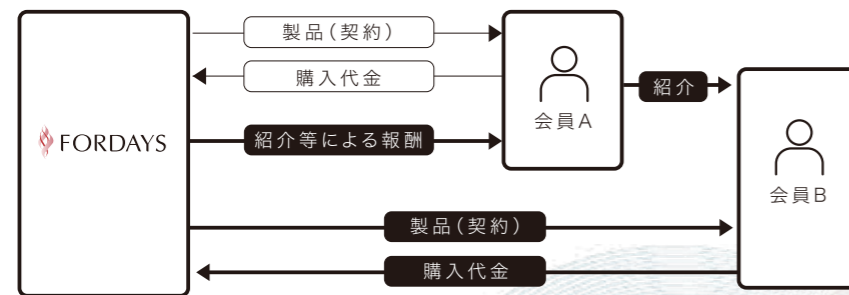 製品(契約)
購入代金
会員A
紹介
FORDAYS
紹介等による報酬
会員B
製品(契約)
購入代金